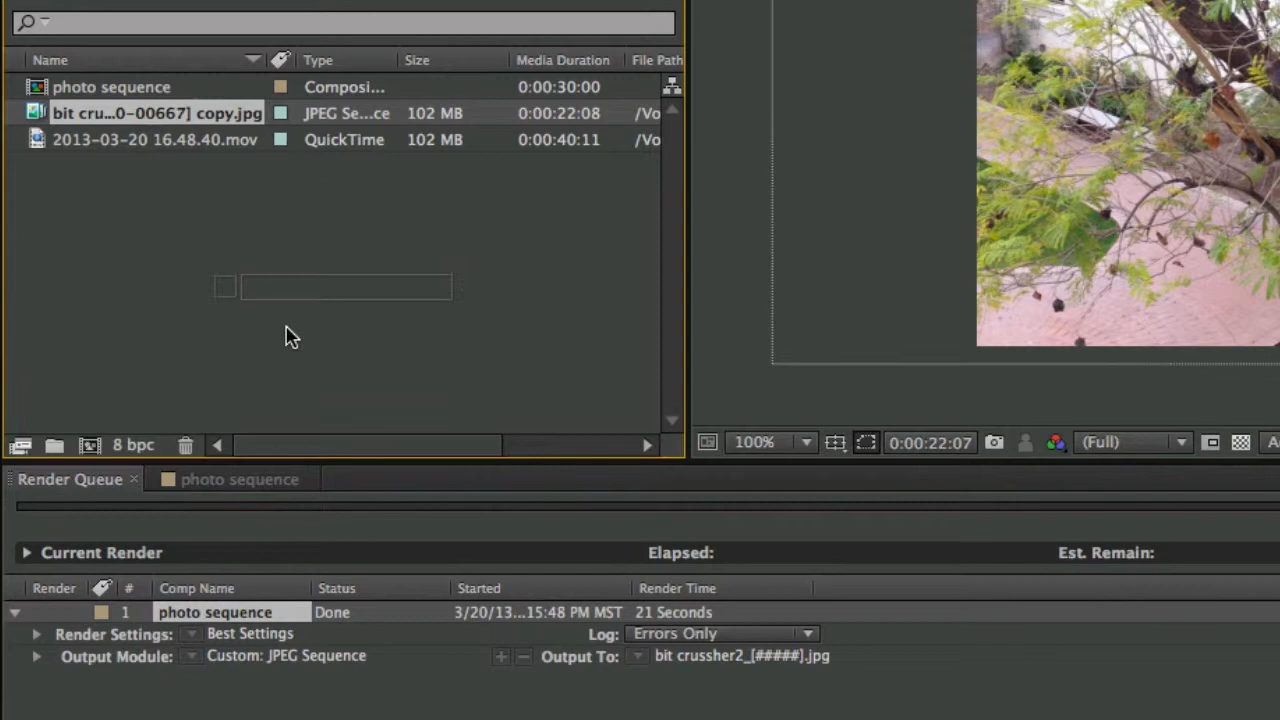 Name Type Size Media Duration File Path
photo sequence Composi... 0:00:30:00
bit cru...0-00667] copy.jpg JPEG Se...ce 102 MB 0:00:22:08 /Vo
2013-03-20 16.48.40.mov QuickTime 102 MB 0:00:40:11 /Vo
8 bpc
100% 0:00:22:07 (Full) A
Render Queue × photo sequence
Current Render Elapsed: Est. Remain:
Render # Comp Name Status Started Render Time
1 photo sequence Done 3/20/13...15:48 PM MST 21 Seconds
Render Settings: Best Settings Log: Errors Only
Output Module: Custom: JPEG Sequence + − Output To: bit crussher2_[#####].jpg